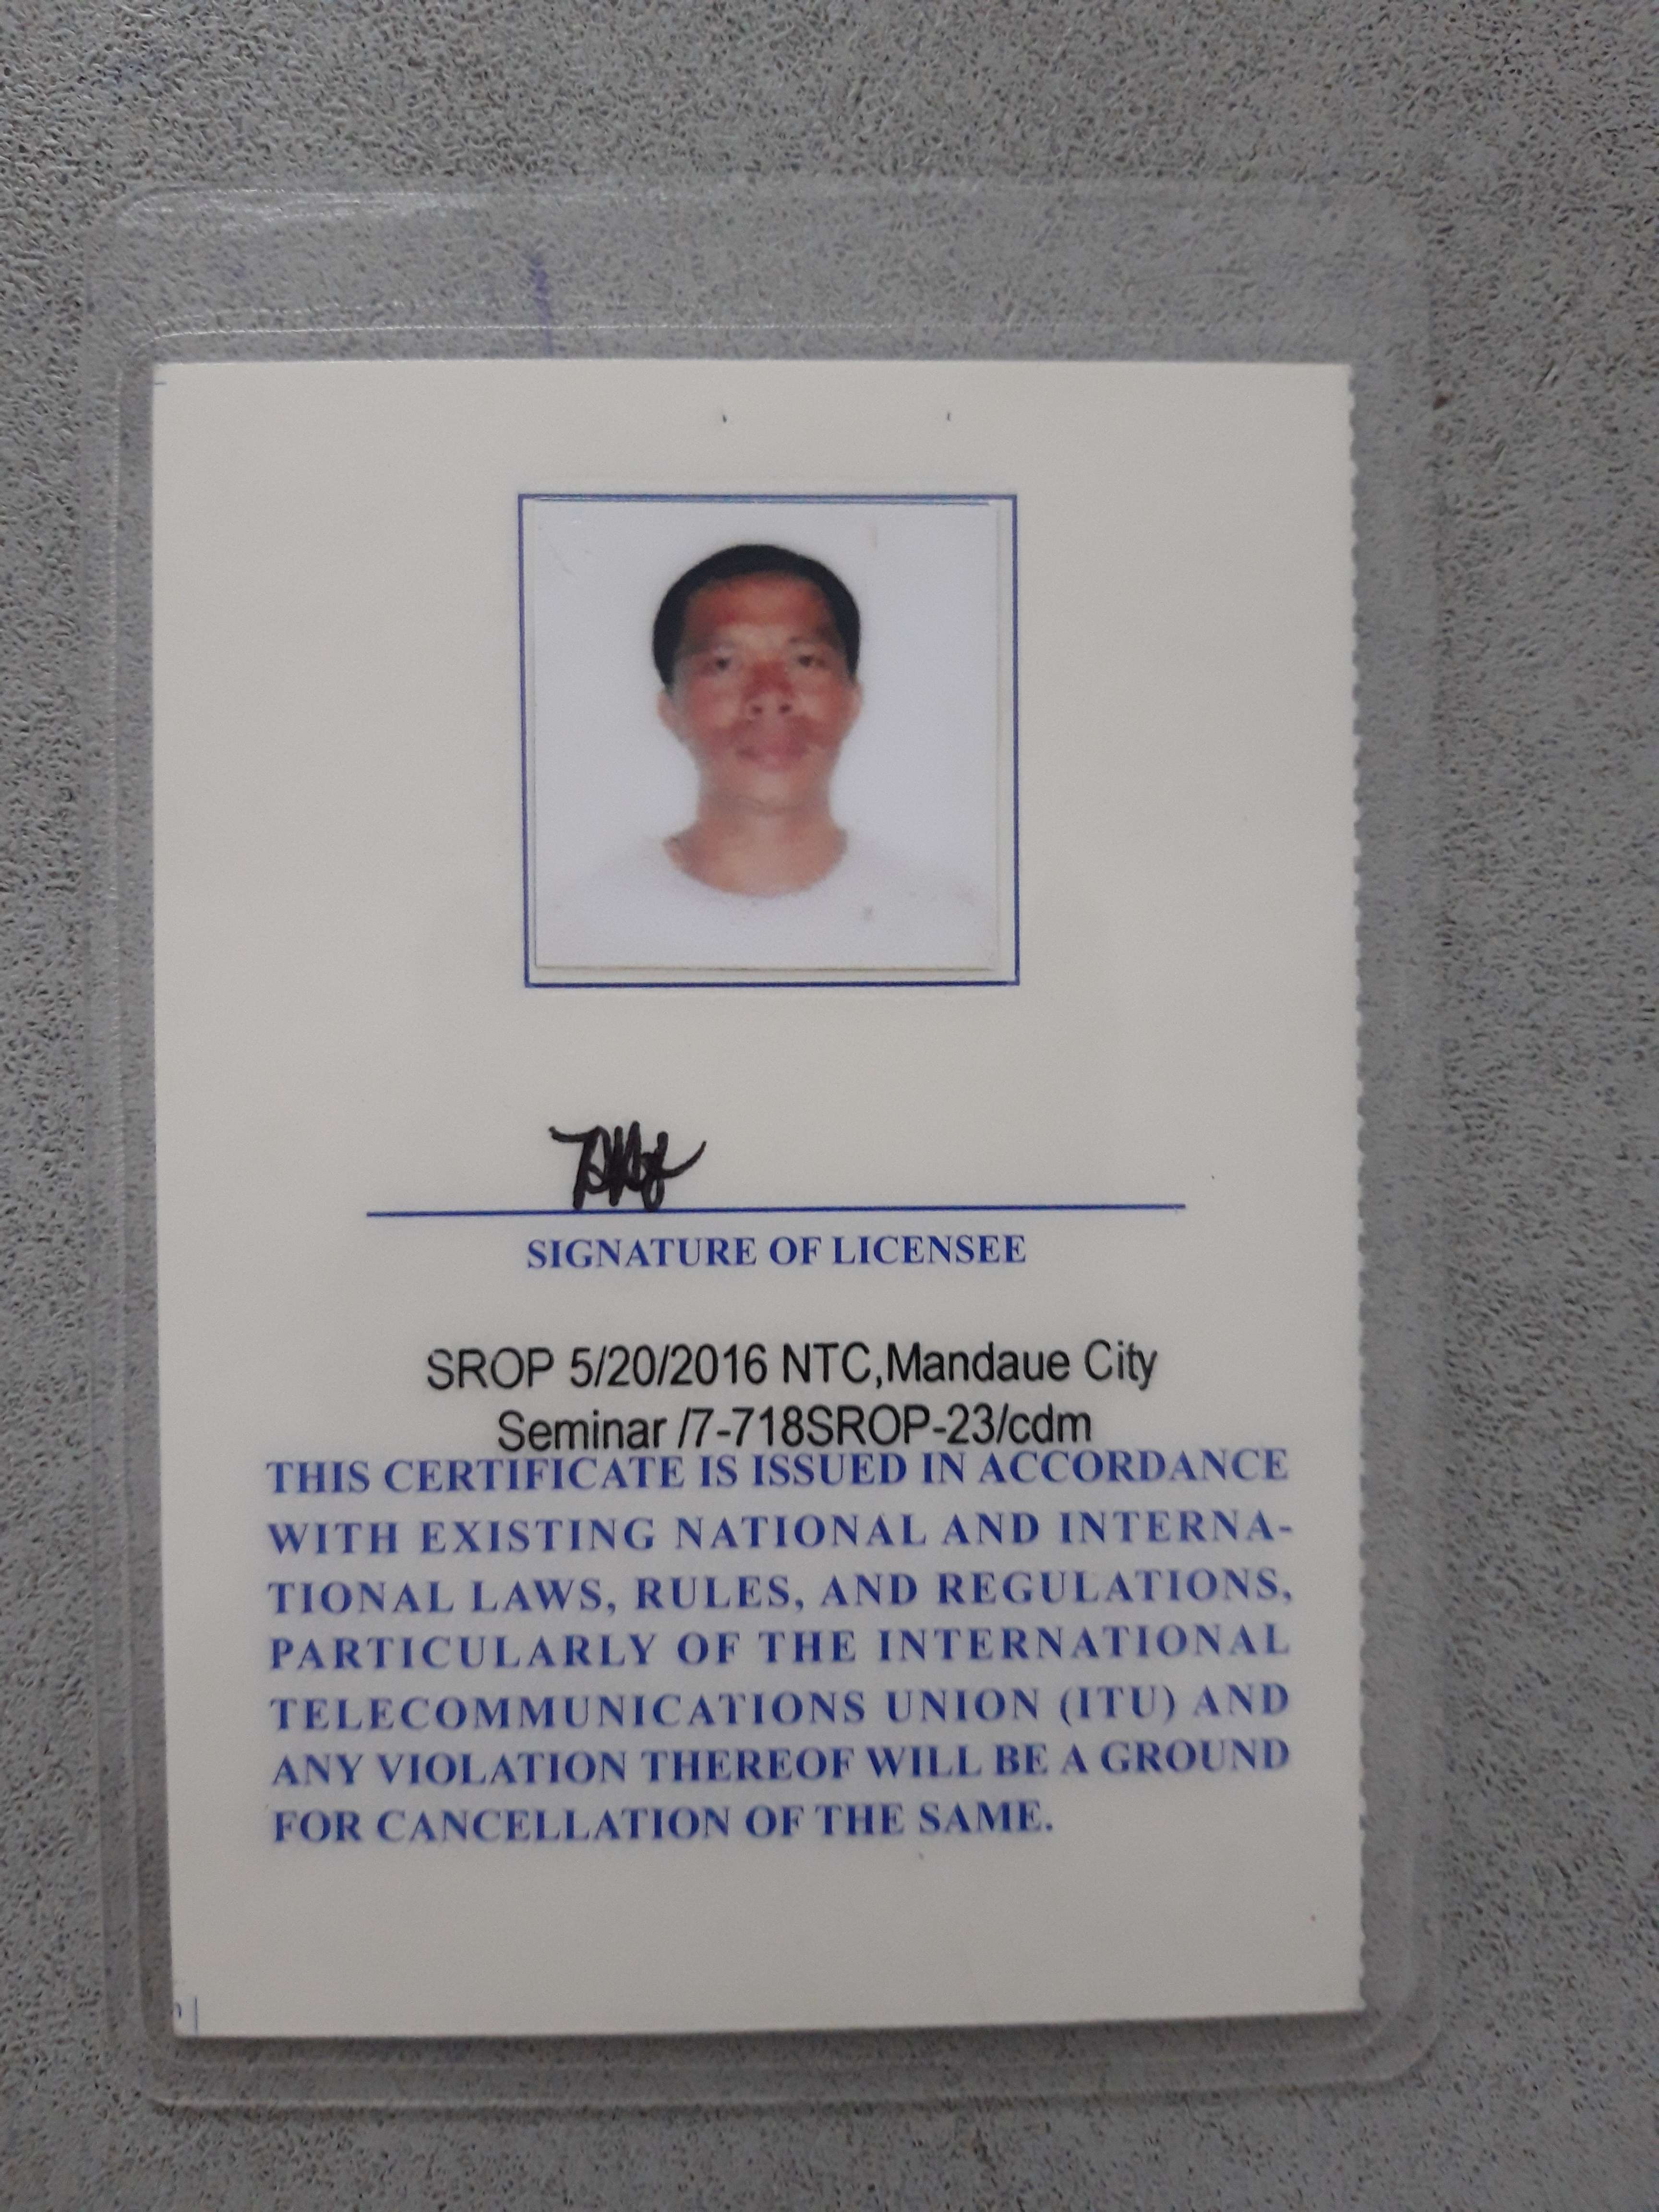 SIGNATURE OF LICENSEE
SROP 5/20/2016 NTC,Mandaue City
Seminar /7-718SROP-23/cdm
THIS CERTIFICATE IS ISSUED IN ACCORDANCE
WITH EXISTING NATIONAL AND INTERNA-
TIONAL LAWS, RULES, AND REGULATIONS,
PARTICULARLY OF THE INTERNATIONAL
TELECOMMUNICATIONS UNION (ITU) AND
ANY VIOLATION THEREOF WILL BE A GROUND
FOR CANCELLATION OF THE SAME.